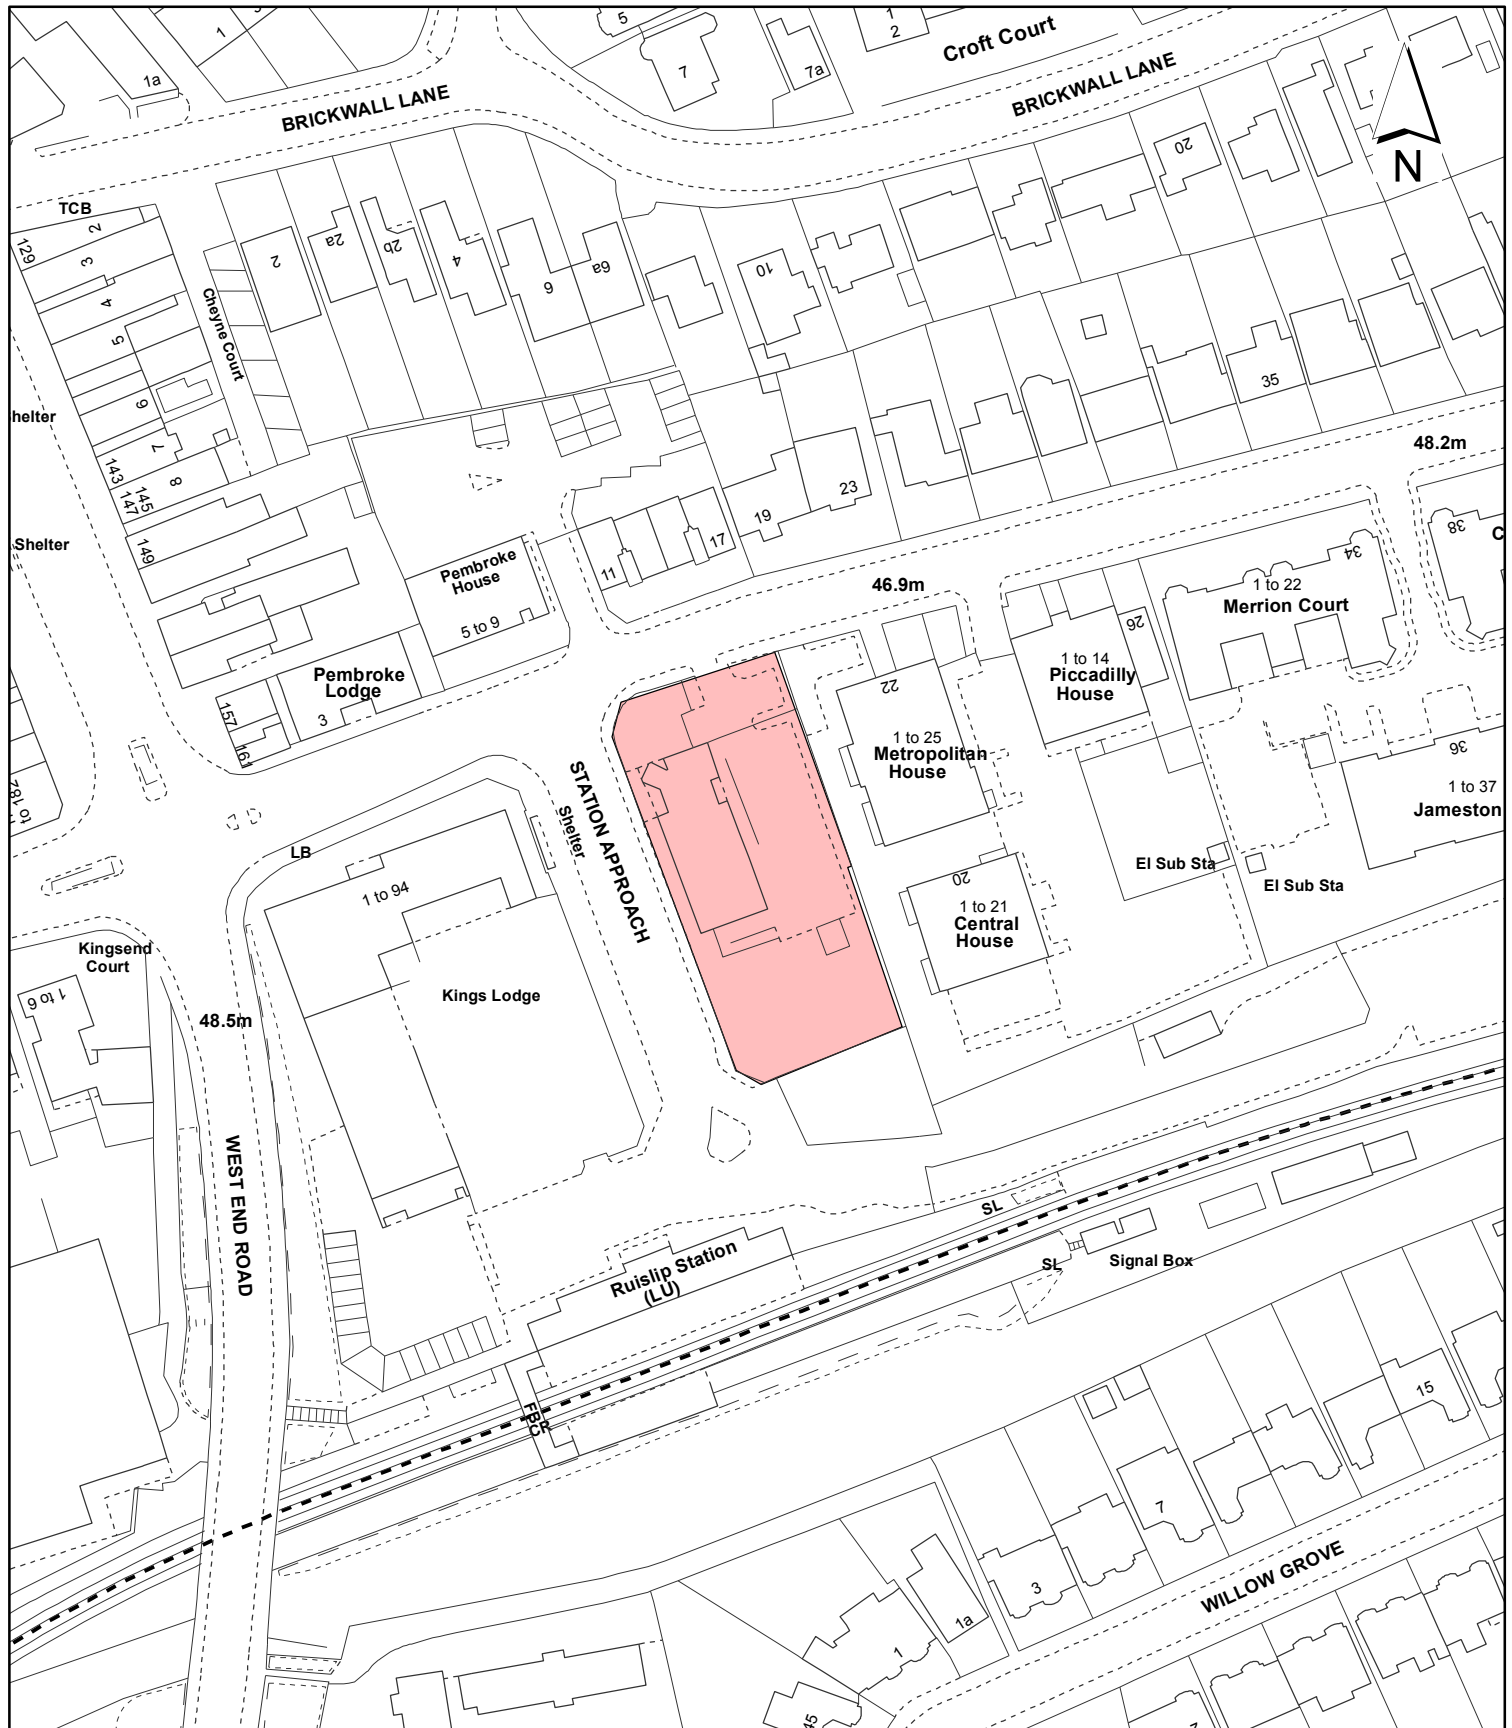 5
1
2
1
Croft Court
7
7a
1a
BRICKWALL LANE
BRICKWALL LANE
N
20
TCB
2
129
3
4
5
6
7
8
143
145
147
149
Cheyne Court
2
2a
2b
4
6
6a
10
35
48.2m
Shelter
19
23
17
11
Pembroke
House
5 to 9
46.9m
34
1 to 22
Merrion Court
38
26
1 to 14
Piccadilly
House
22
1 to 25
Metropolitan
House
36
1 to 37
Jameston
Pembroke
Lodge
3
157
161
to 182
STATION APPROACH
Shelter
LB
1 to 94
El Sub Sta
El Sub Sta
20
1 to 21
Central
House
Kingsend
Court
1 to 6
48.5m
Kings Lodge
WEST END ROAD
SL
SL
Signal Box
Ruislip Station
(LU)
FB
CR
15
7
3
1a
1
WILLOW GROVE
45